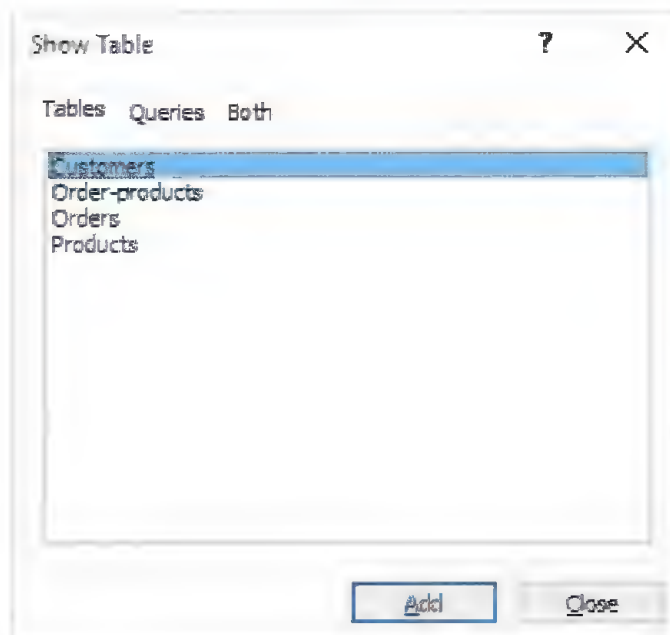 Show Table ? ×
Tables Queries Both
Customers
Order-products
Orders
Products
Add Close